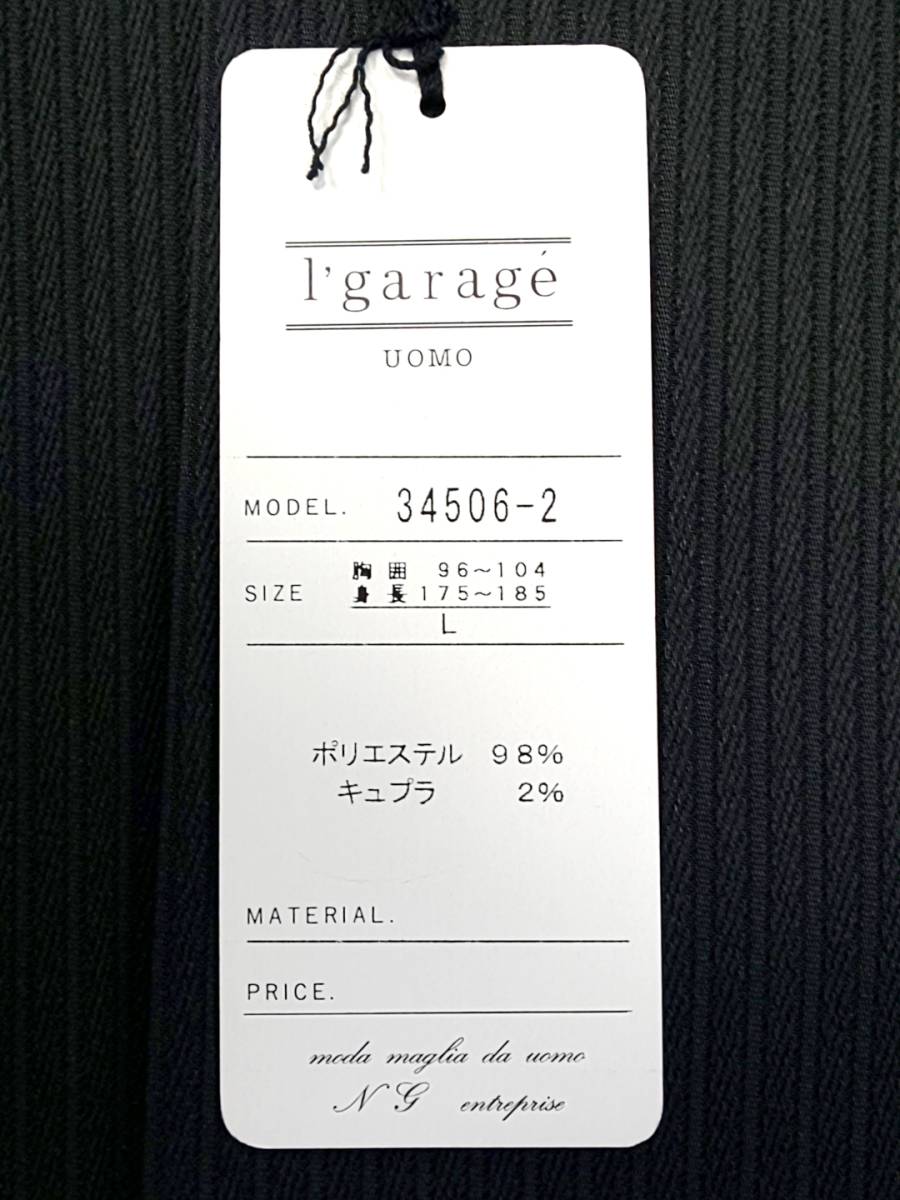 l'garagé
UOMO
MODEL. 34506-2
SIZE 胸囲 96~104
身長 175~185
L
ポリエステル 98%
キュプラ 2%
MATERIAL.
PRICE.
moda maglia da uomo
NG entreprise